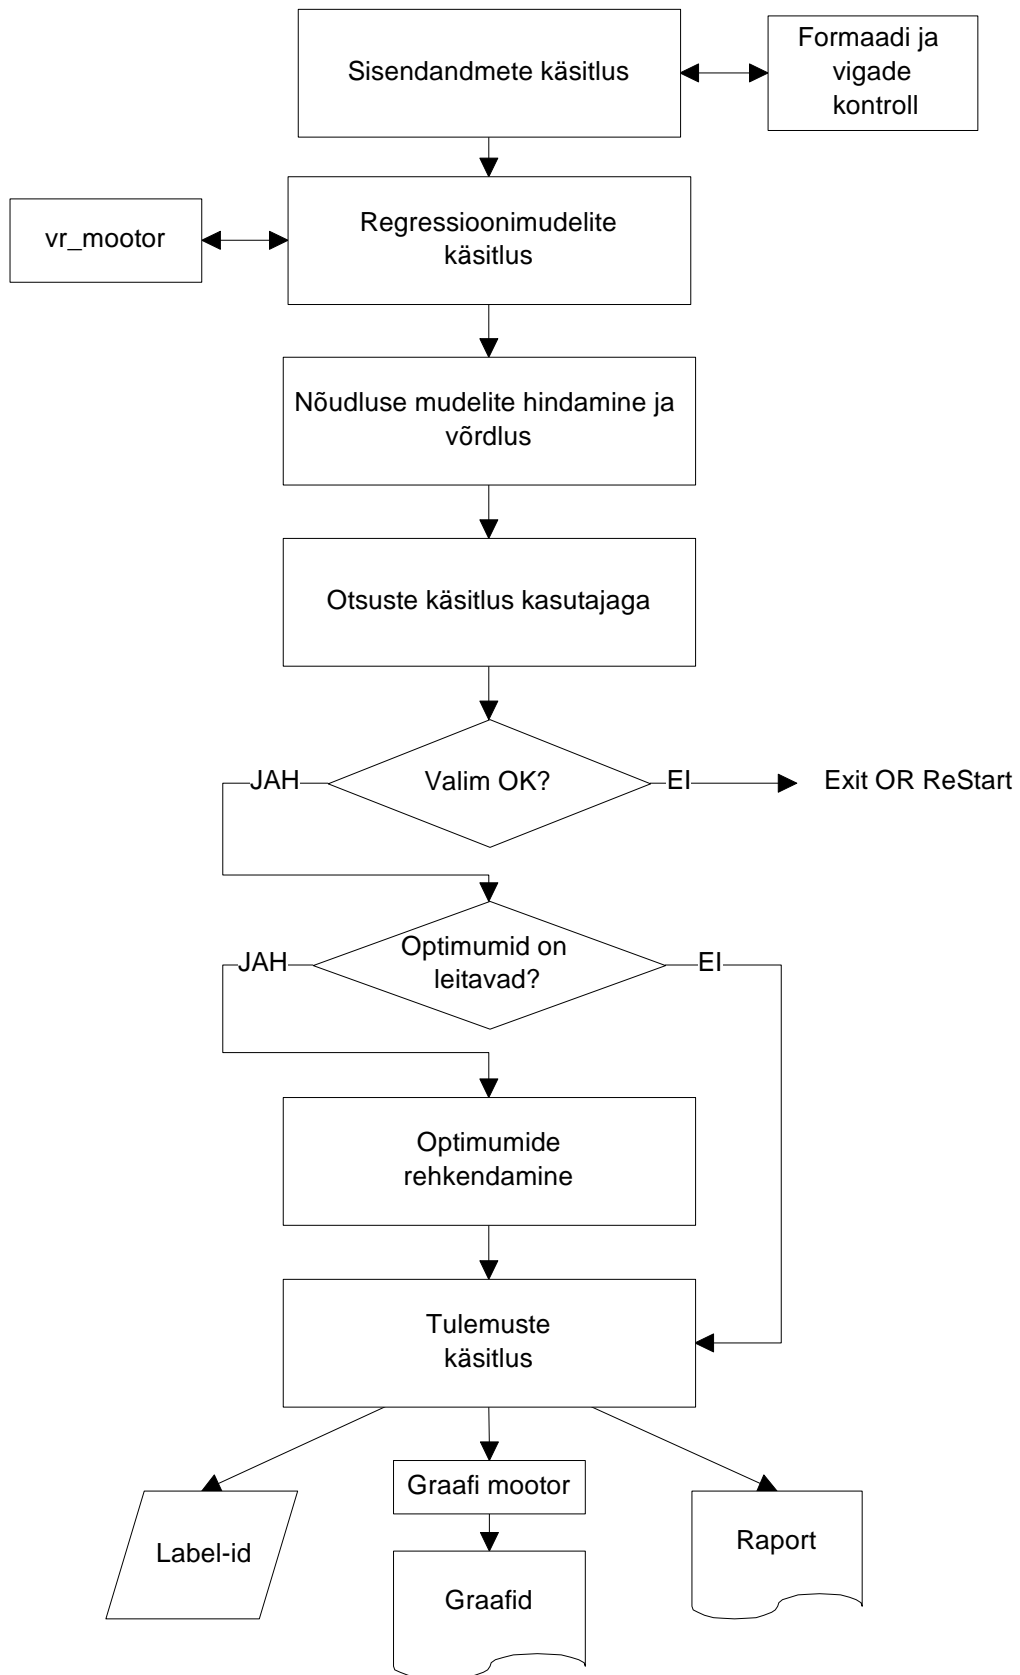 Sisendandmete käsitlus
Formaadi ja
vigade
kontroll
vr_mootor
Regressioonimudelite
käsitlus
Nõudluse mudelite hindamine ja
võrdlus
Otsuste käsitlus kasutajaga
JAH
Valim OK?
EI
Exit OR ReStart
JAH
Optimumid on
leitavad?
EI
Optimumide
rehkendamine
Tulemuste
käsitlus
Label-id
Graafi mootor
Graafid
Raport